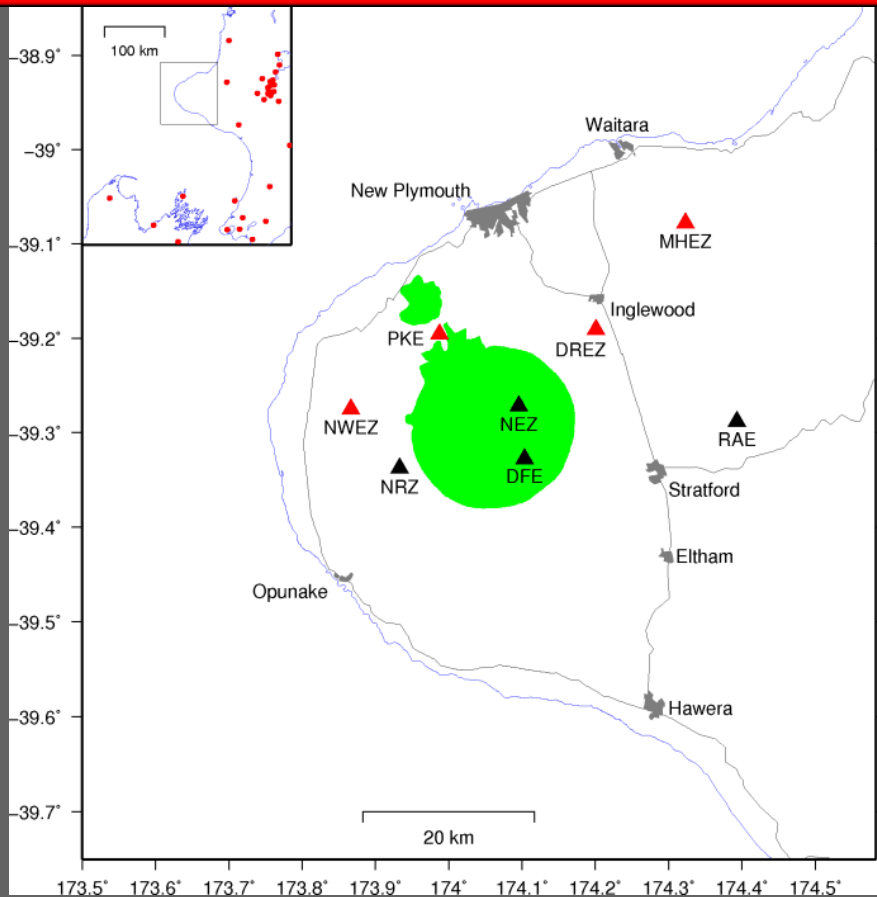 100 km
−38.9°
−39°
−39.1°
−39.2°
−39.3°
−39.4°
−39.5°
−39.6°
−39.7°
Waitara
New Plymouth
MHEZ
Inglewood
PKE
DREZ
NWEZ
NEZ
RAE
NRZ
DFE
Stratford
Eltham
Opunake
Hawera
20 km
173.5° 173.6° 173.7° 173.8° 173.9° 174° 174.1° 174.2° 174.3° 174.4° 174.5°